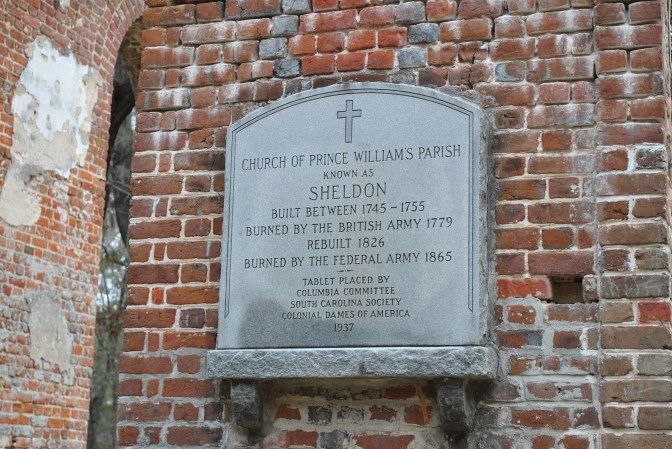 CHURCH OF PRINCE WILLIAM'S PARISH
KNOWN AS
SHELDON
BUILT BETWEEN 1745-1755
BURNED BY THE BRITISH ARMY 1779
REBUILT 1826
BURNED BY THE FEDERAL ARMY 1865
TABLET PLACED BY
COLUMBIA COMMITTEE
SOUTH CAROLINA SOCIETY
COLONIAL DAMES OF AMERICA
1937